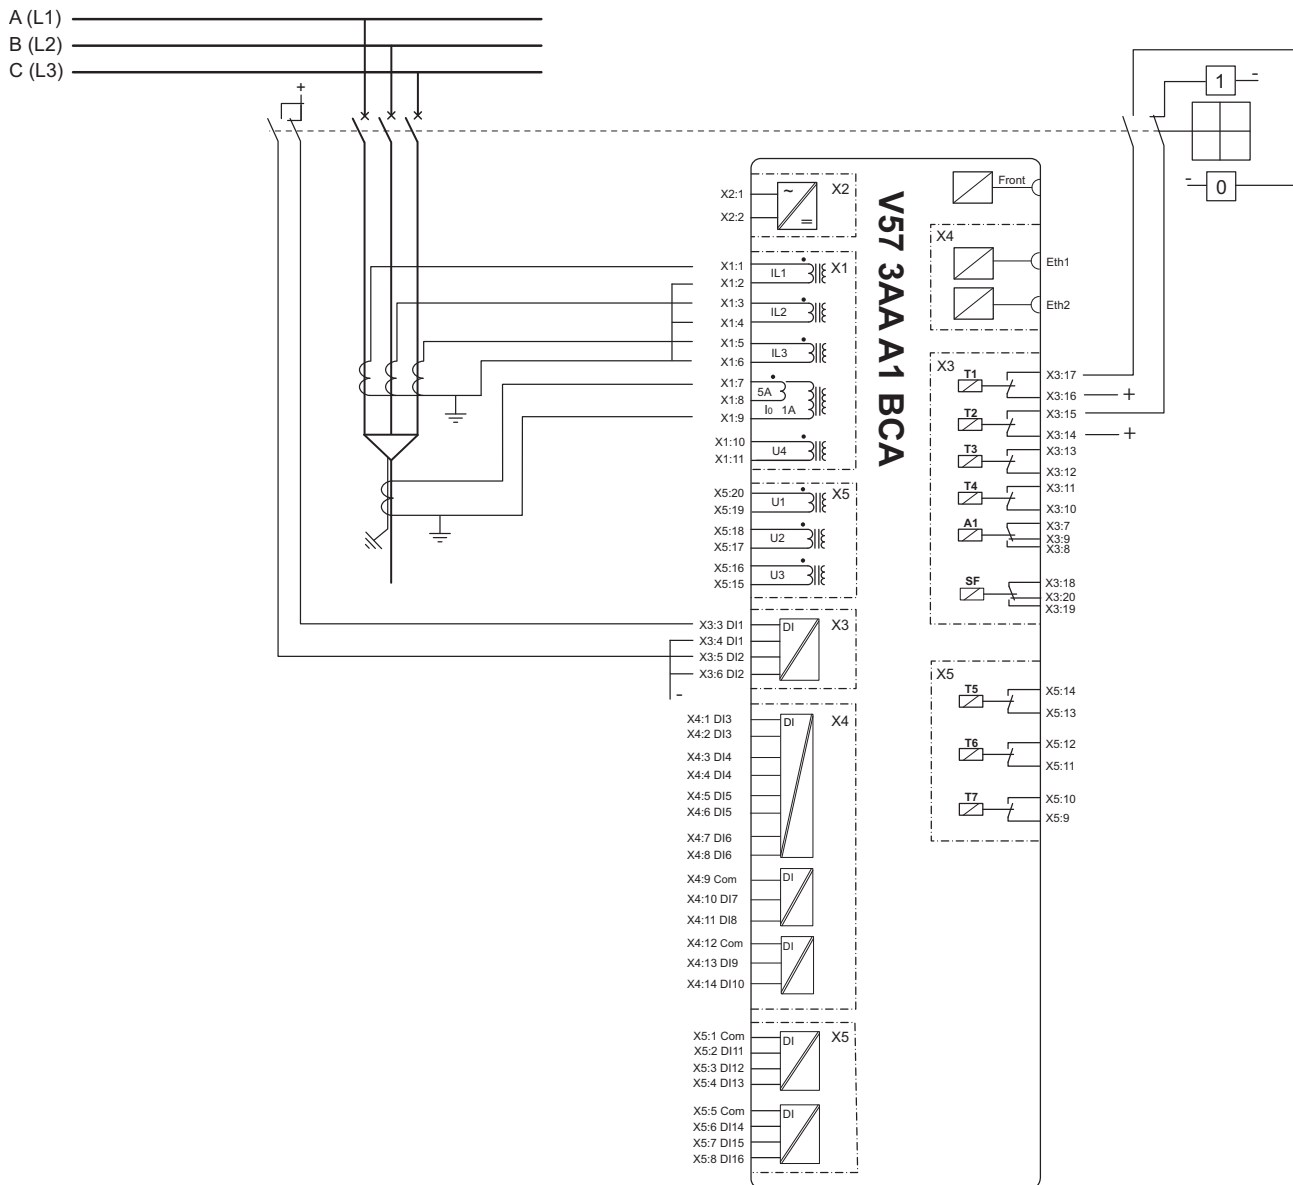 A (L1)
B (L2)
C (L3)
+
1
-
-
0
V57 3AA A1 BCA
X2:1
X2:2
~
=
X2
X1:1
X1:2
IL1
X1
X1:3
X1:4
IL2
X1:5
X1:6
IL3
X1:7
X1:8
X1:9
5A
I0 1A
X1:10
X1:11
U4
X5:20
X5:19
U1
X5
X5:18
X5:17
U2
X5:16
X5:15
U3
X3:3 DI1
X3:4 DI1
X3:5 DI2
X3:6 DI2
-
DI
X3
X4:1 DI3
X4:2 DI3
X4:3 DI4
X4:4 DI4
X4:5 DI5
X4:6 DI5
X4:7 DI6
X4:8 DI6
DI
X4
X4:9 Com
X4:10 DI7
X4:11 DI8
DI
X4:12 Com
X4:13 DI9
X4:14 DI10
DI
X5:1 Com
X5:2 DI11
X5:3 DI12
X5:4 DI13
DI
X5
X5:5 Com
X5:6 DI14
X5:7 DI15
X5:8 DI16
DI
Front
X4
Eth1
Eth2
X3
T1
X3:17
X3:16
+
T2
X3:15
X3:14
+
T3
X3:13
X3:12
T4
X3:11
X3:10
A1
X3:7
X3:9
X3:8
SF
X3:18
X3:20
X3:19
X5
T5
X5:14
X5:13
T6
X5:12
X5:11
T7
X5:10
X5:9